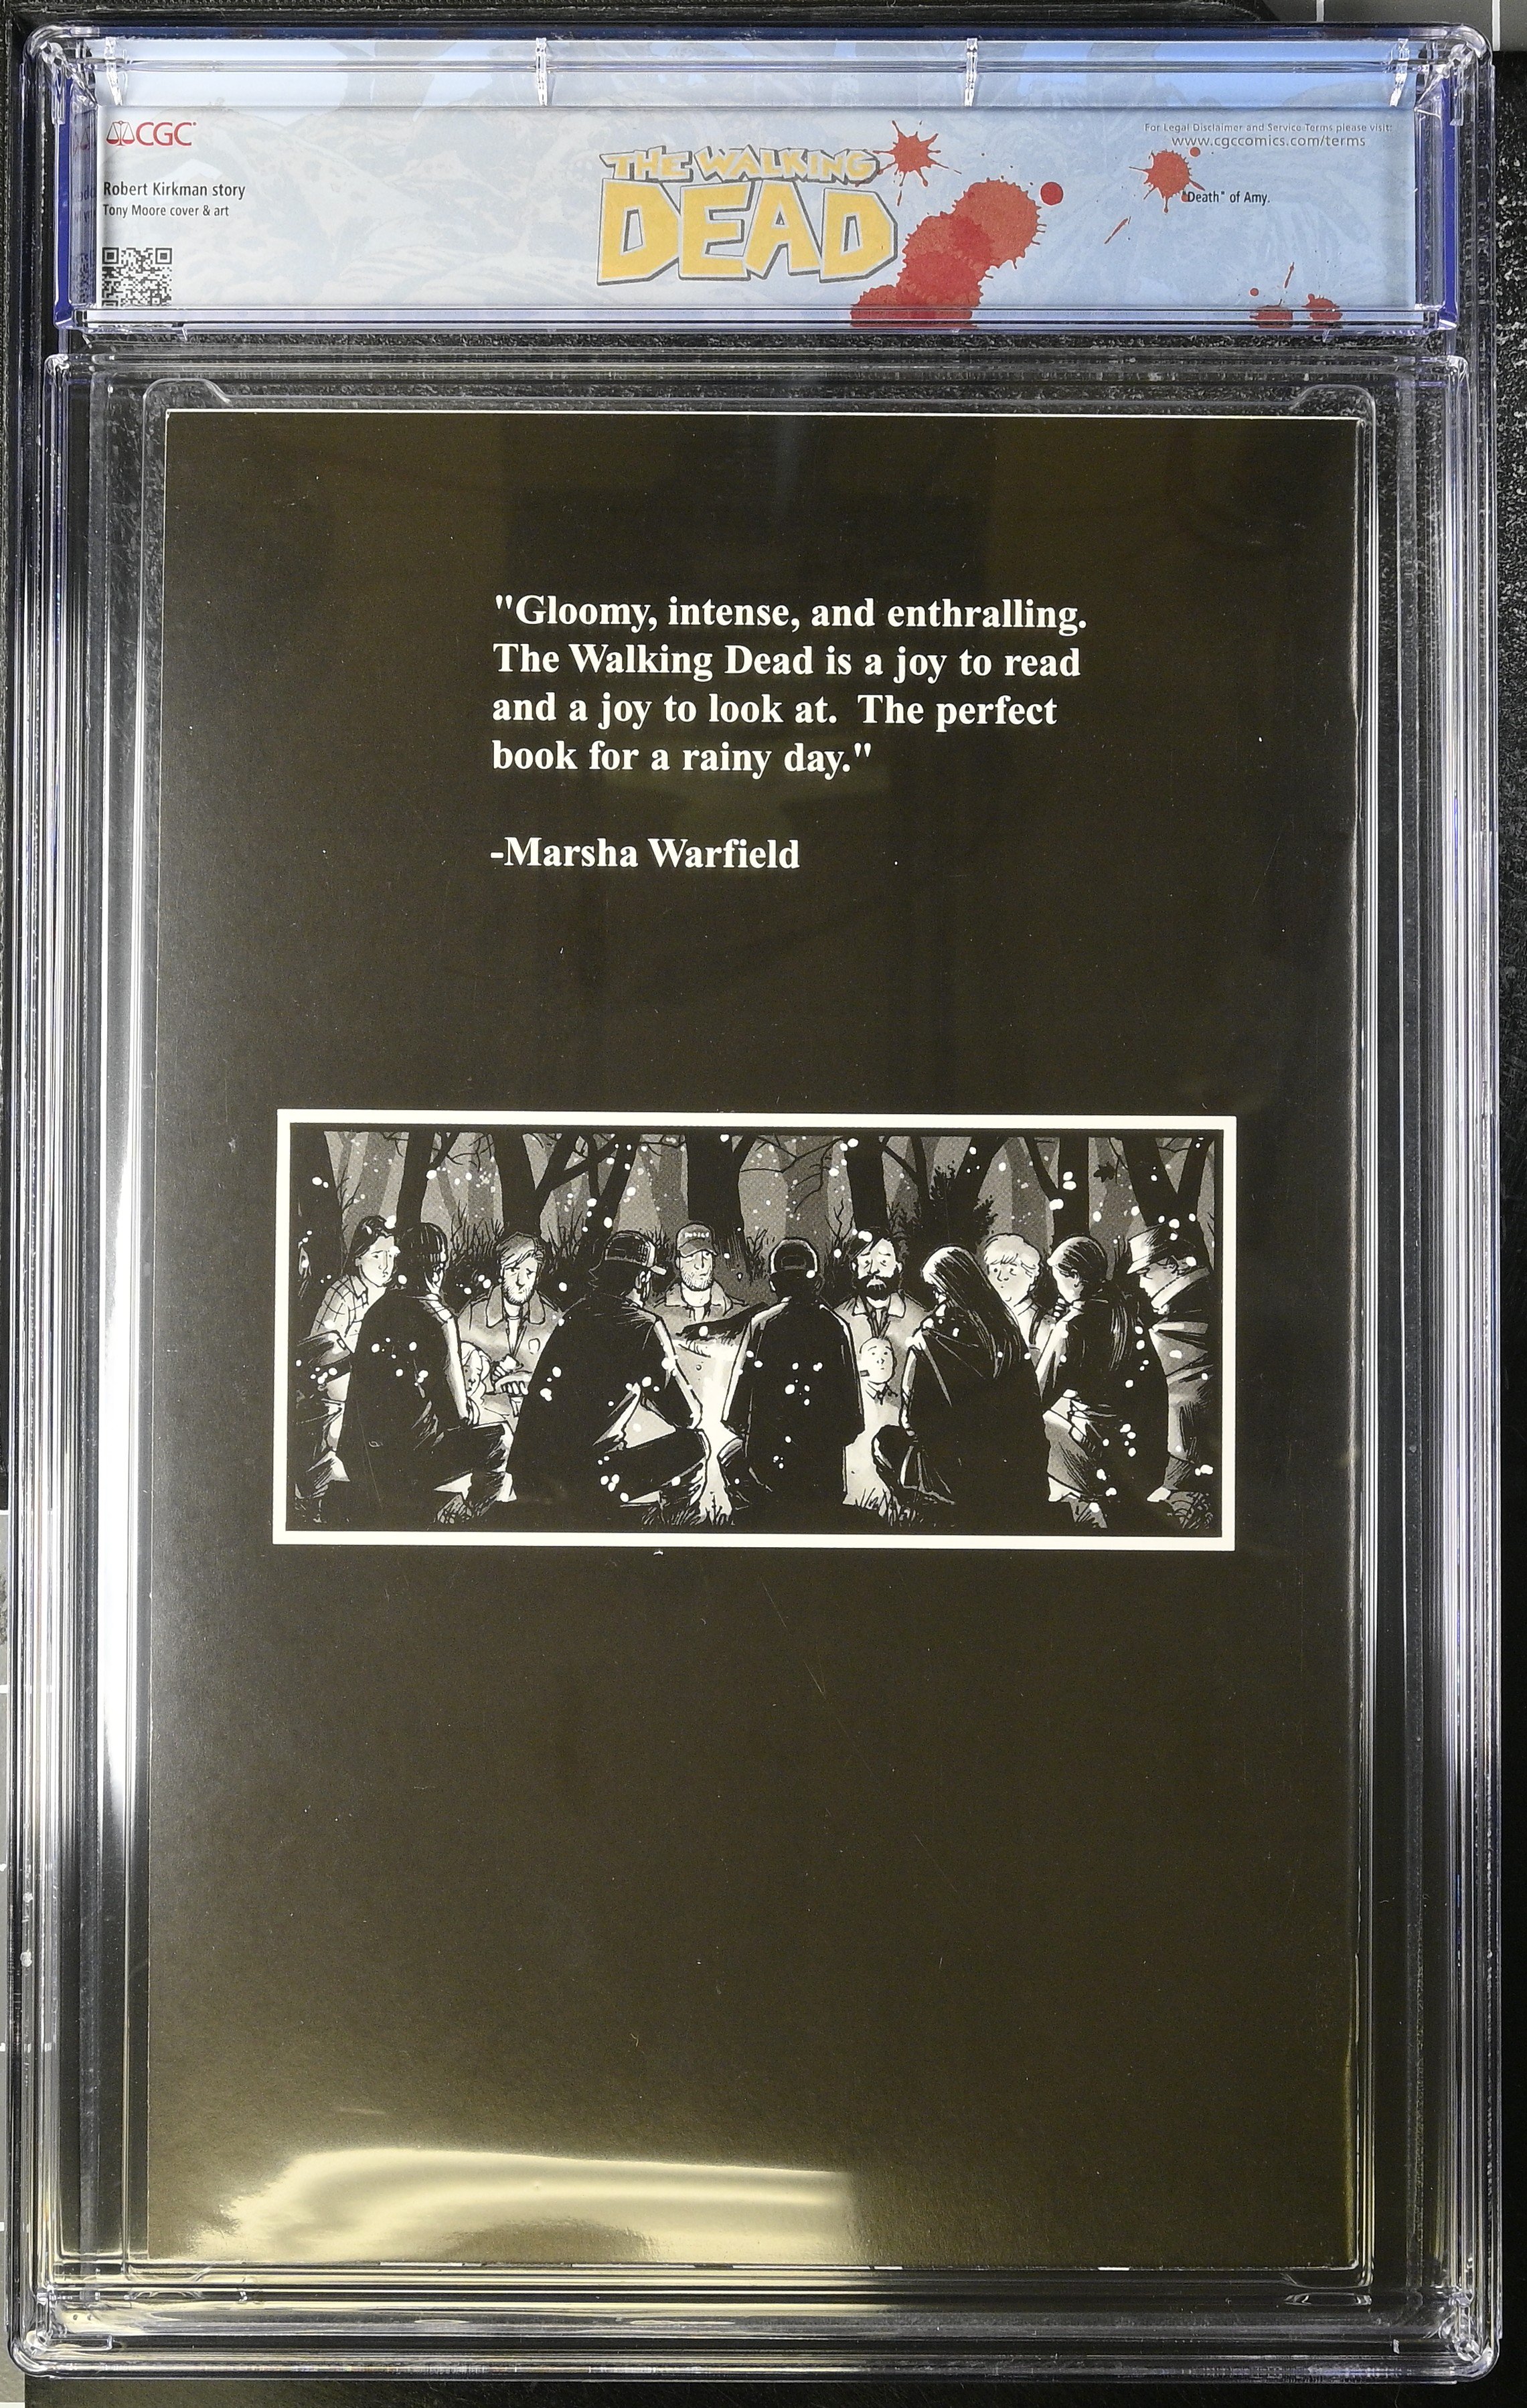 CGC
For Legal Disclaimer and Service Terms please visit:
www.cgccomics.com/terms
Robert Kirkman story
Tony Moore cover & art
THE WALKING
DEAD
"Death" of Amy.
"Gloomy, intense, and enthralling.
The Walking Dead is a joy to read
and a joy to look at.  The perfect
book for a rainy day."
-Marsha Warfield